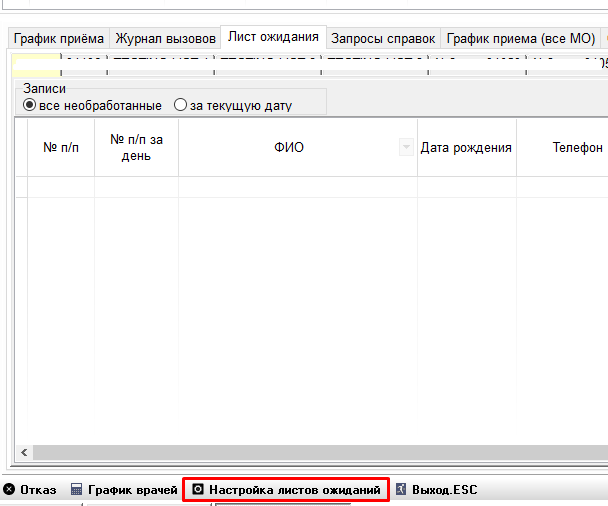 График приёма Журнал вызовов Лист ожидания Запросы справок График приема (все МО)
Записи
все необработанные за текущую дату
№ п/п № п/п за день ФИО Дата рождения Телефон
Отказ График врачей Настройка листов ожиданий Выход.ESC